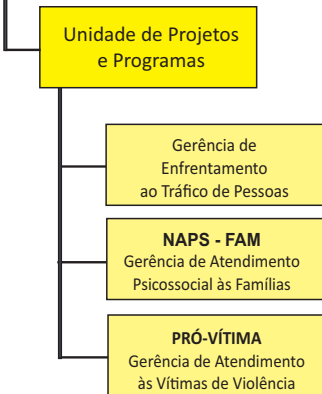 Unidade de Projetos
e Programas
Gerência de
Enfrentamento
ao Tráfico de Pessoas
NAPS - FAM
Gerência de Atendimento
Psicossocial às Famílias
PRÓ-VÍTIMA
Gerência de Atendimento
às Vítimas de Violência